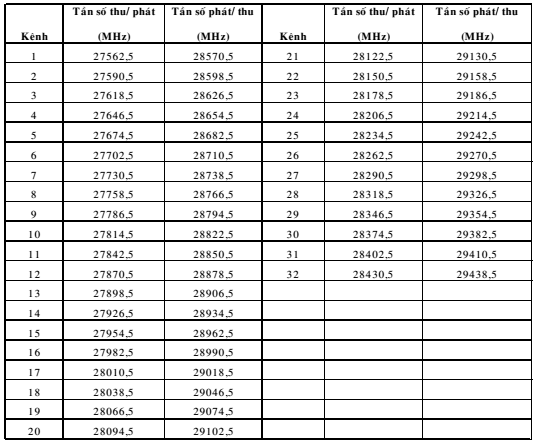 Tần số thu/ phát Tần số phát/ thu Tần số thu/ phát Tần số phát/ thu
Kênh (MHz) (MHz) Kênh (MHz) (MHz)
1 27562,5 28570,5 21 28122,5 29130,5
2 27590,5 28598,5 22 28150,5 29158,5
3 27618,5 28626,5 23 28178,5 29186,5
4 27646,5 28654,5 24 28206,5 29214,5
5 27674,5 28682,5 25 28234,5 29242,5
6 27702,5 28710,5 26 28262,5 29270,5
7 27730,5 28738,5 27 28290,5 29298,5
8 27758,5 28766,5 28 28318,5 29326,5
9 27786,5 28794,5 29 28346,5 29354,5
10 27814,5 28822,5 30 28374,5 29382,5
11 27842,5 28850,5 31 28402,5 29410,5
12 27870,5 28878,5 32 28430,5 29438,5
13 27898,5 28906,5
14 27926,5 28934,5
15 27954,5 28962,5
16 27982,5 28990,5
17 28010,5 29018,5
18 28038,5 29046,5
19 28066,5 29074,5
20 28094,5 29102,5